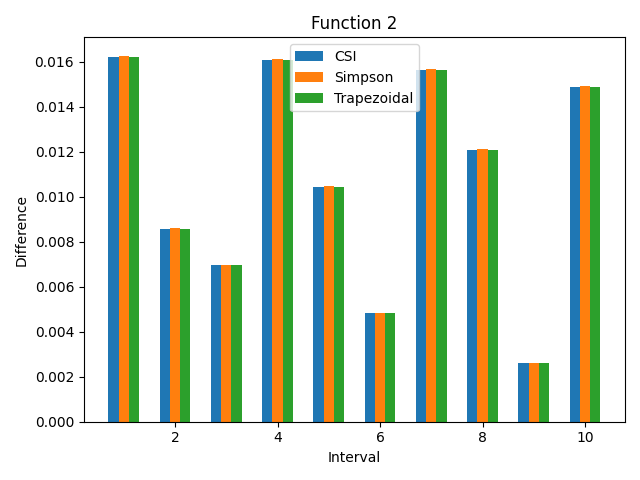 Function 2
CSI
Simpson
Trapezoidal
Difference
0.016
0.014
0.012
0.010
0.008
0.006
0.004
0.002
0.000
2 4 6 8 10
Interval